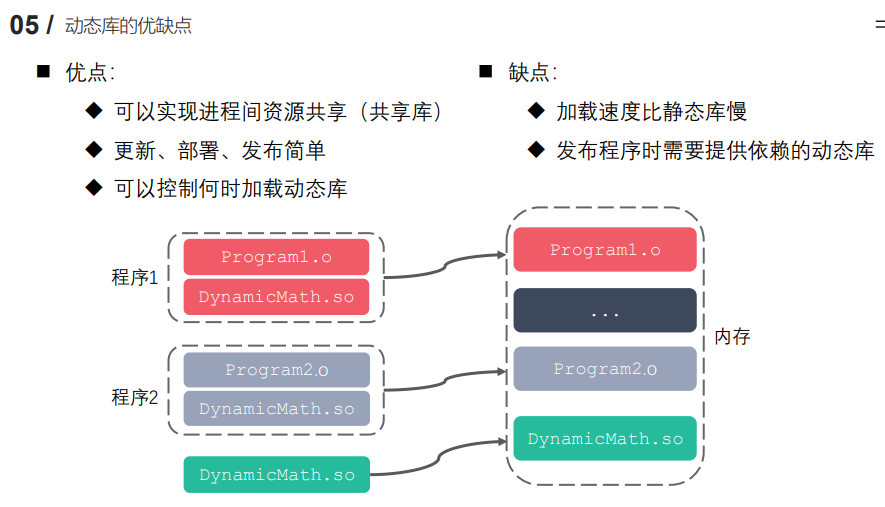 05 / 动态库的优缺点
■ 优点：
◆ 可以实现进程间资源共享（共享库）
◆ 更新、部署、发布简单
◆ 可以控制何时加载动态库
■ 缺点：
◆ 加载速度比静态库慢
◆ 发布程序时需要提供依赖的动态库
程序1
Program1.o
DynamicMath.so
程序2
Program2.o
DynamicMath.so
DynamicMath.so
Program1.o
...
Program2.o
DynamicMath.so
内存